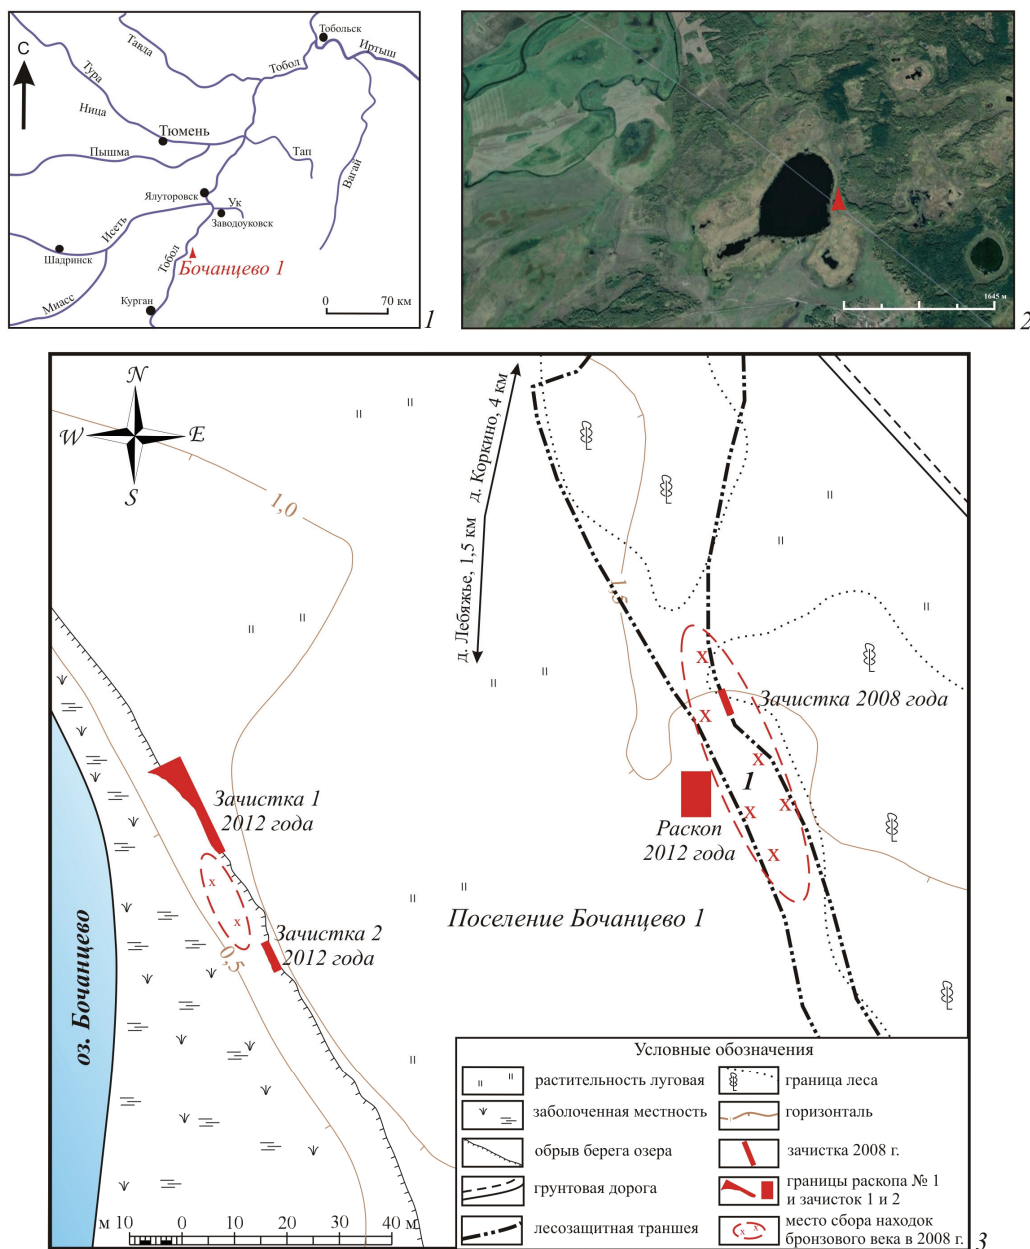 С
Тобольск
Иртыш
Тавда
Тобол
Тура
Ница
Тюмень
Пышма
Тап
Вагай
Ялуторовск
Ук
Заводоуковск
Исеть
Шадринск
Тобол
Бочанцево 1
Миасс
Курган
0 70 км
1
1645 м
2
N
W E
S
1,0
д. Лебяжье, 1,5 км д. Коркино, 4 км
1,5
x
Зачистка 2008 года
x
x
1
x
x
x
Раскоп
2012 года
Зачистка 1
2012 года
x
x
Зачистка 2
2012 года
0,5
Поселение Бочанцево 1
оз. Бочанцево
м 10 0 10 20 30 40 м
Условные обозначения
растительность луговая
заболоченная местность
обрыв берега озера
грунтовая дорога
лесозащитная траншея
граница леса
горизонталь
зачистка 2008 г.
границы раскопа № 1
и зачисток 1 и 2
x x
место сбора находок
бронзового века в 2008 г.
3